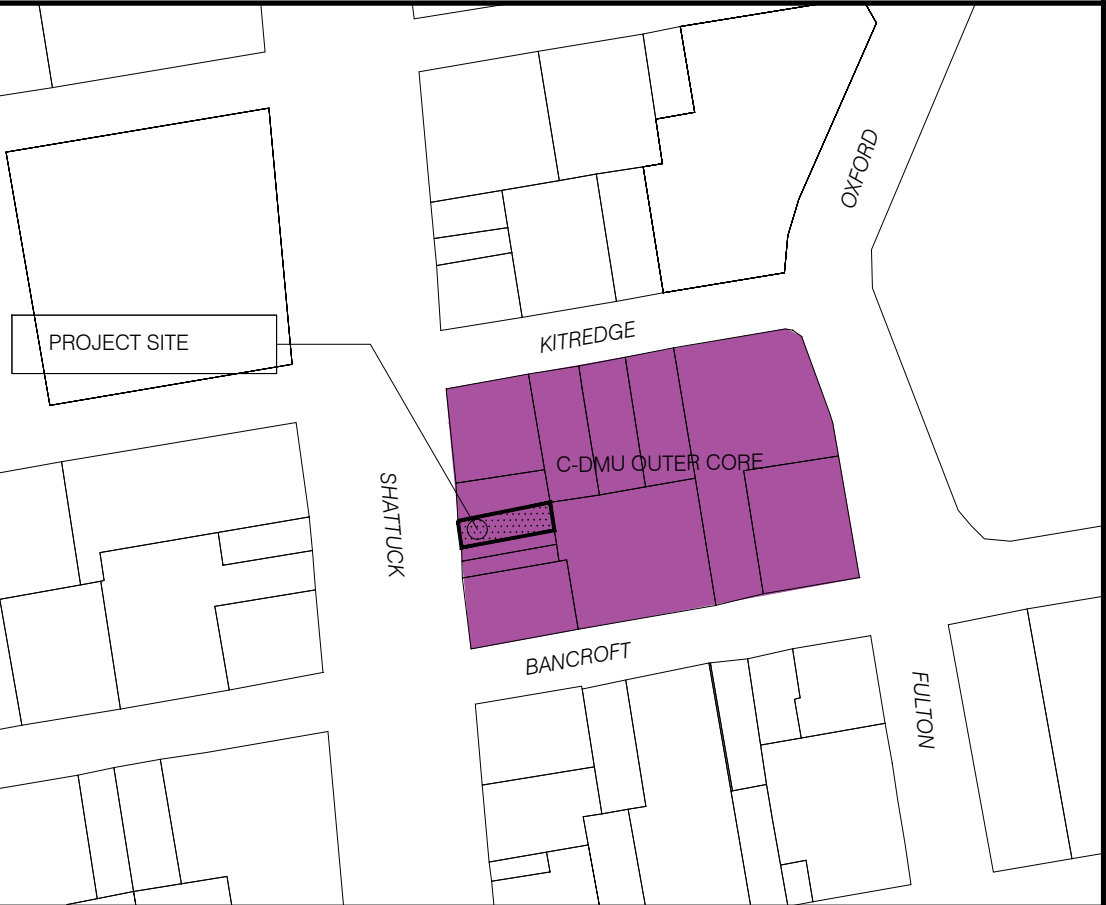 OXFORD
KITREDGE
PROJECT SITE
C-DMU OUTER CORE
SHATTUCK
BANCROFT
FULTON